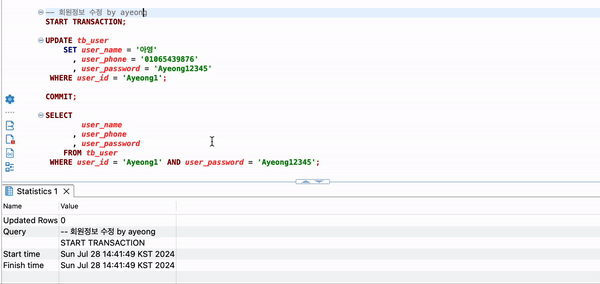 -- 회원정보 수정 by ayeong
START TRANSACTION;
UPDATE tb_user
SET user_name = '아영'
, user_phone = '01065439876'
, user_password = 'Ayeong12345'
WHERE user_id = 'Ayeong1';
COMMIT;
SELECT
user_name
, user_phone
, user_password
FROM tb_user
WHERE user_id = 'Ayeong1' AND user_password = 'Ayeong12345';
Statistics 1
Name Value
Updated Rows 0
Query -- 회원정보 수정 by ayeong
START TRANSACTION
Start time Sun Jul 28 14:41:49 KST 2024
Finish time Sun Jul 28 14:41:49 KST 2024